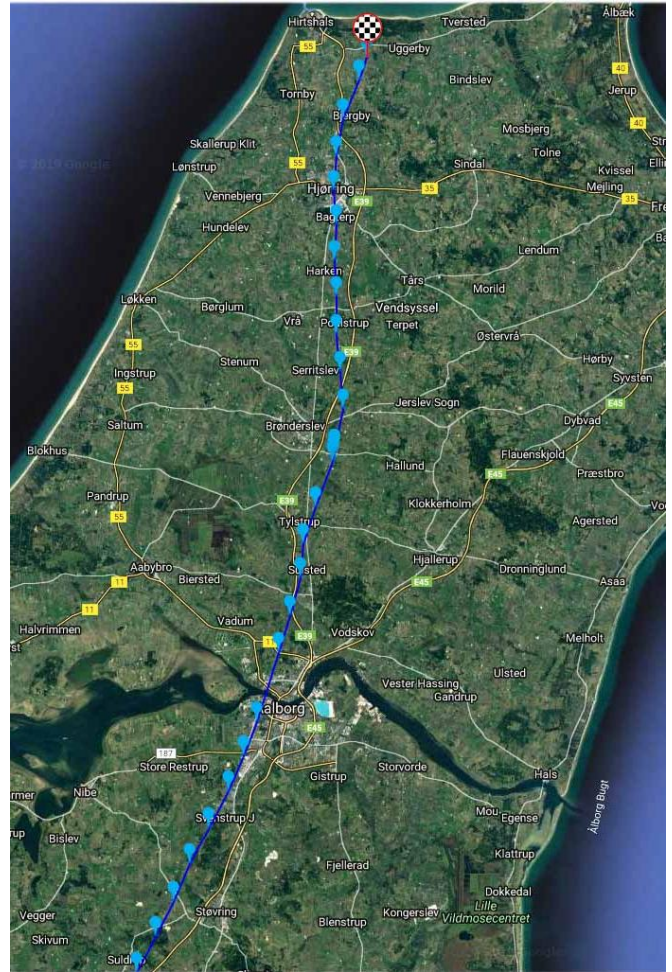 Hirtshals
Tversted
Ålbæk
Uggerby
55
40
Bindslev
Jerup
Tornby
Bjergby
Mosbjerg
40
Skallerup Klit
Tolne
© 2019 Google
Lønstrup
55
Sindal
Kvissel
Mejling
Vennebjerg
Hjørring
35
35
E39
Hundelev
Bagterp
Lendum
Harken
Tårs
Morild
Løkken
Børglum
Vendsyssel
Vrå
Poulstrup
Terpet
Østervrå
55
E39
Hørby
Stenum
Ingstrup
Serritslev
Syvsten
55
E45
Saltum
Jerslev Sogn
Dybvad
Brønderslev
Blokhus
Hallund
Flauenskjold
E45
Præstbro
Pandrup
E39
Klokkerholm
55
Tylstrup
Agersted
Hjallerup
Aabybro
Sulsted
Dronninglund
11
Biersted
E45
Asaa
11
Vadum
Halvrimmen
E39
Vodskov
Melholt
Ulsted
Vester Hassing
Gandrup
Aalborg
E45
187
Store Restrup
Storvorde
Hals
Gistrup
Nibe
Mou
Egense
Ålborg Bugt
Svenstrup J
Bislev
Klattrup
Fjellerad
Dokkedal
Lille
Vildmosecentret
Vegger
Støvring
Kongerslev
Blenstrup
Skivum
Suldrup